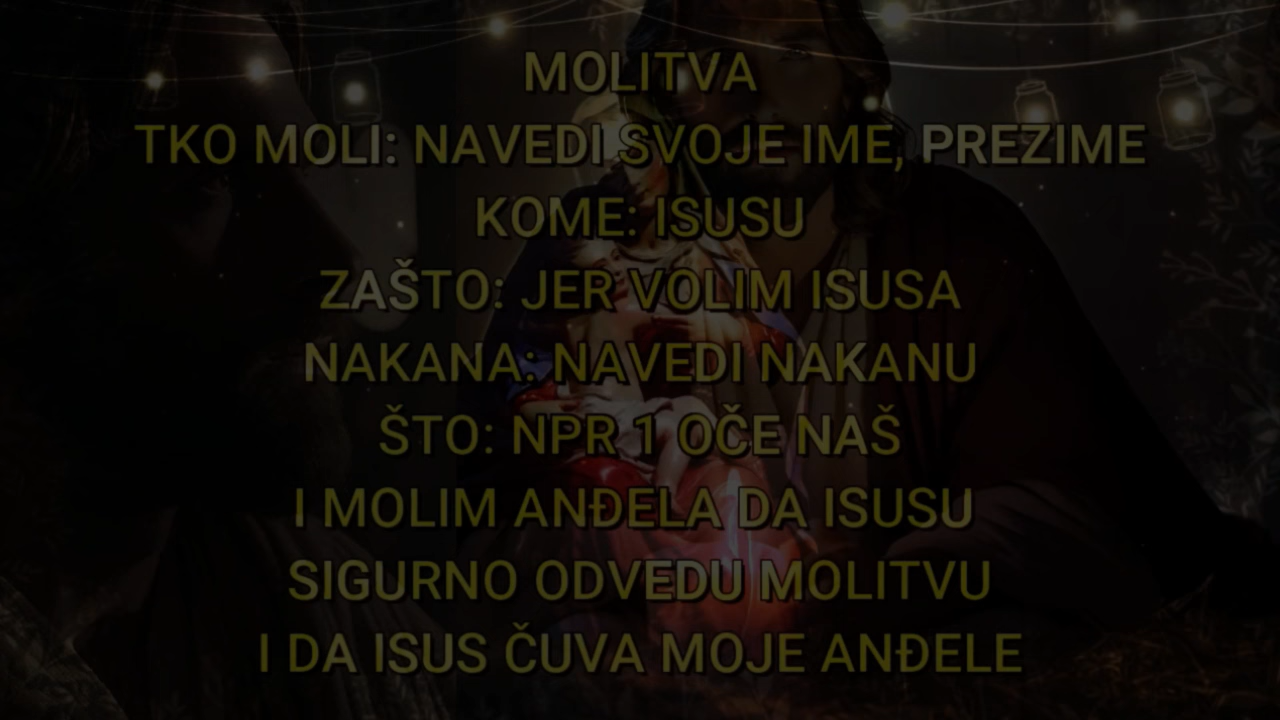 MOLITVA
TKO MOLI: NAVEDI SVOJE IME, PREZIME
KOME: ISUSU
ZAŠTO: JER VOLIM ISUSA
NAKANA: NAVEDI NAKANU
ŠTO: NPR 1 OČE NAŠ
I MOLIM ANĐELA DA ISUSU
SIGURNO ODVEDU MOLITVU
I DA ISUS ČUVA MOJE ANĐELE